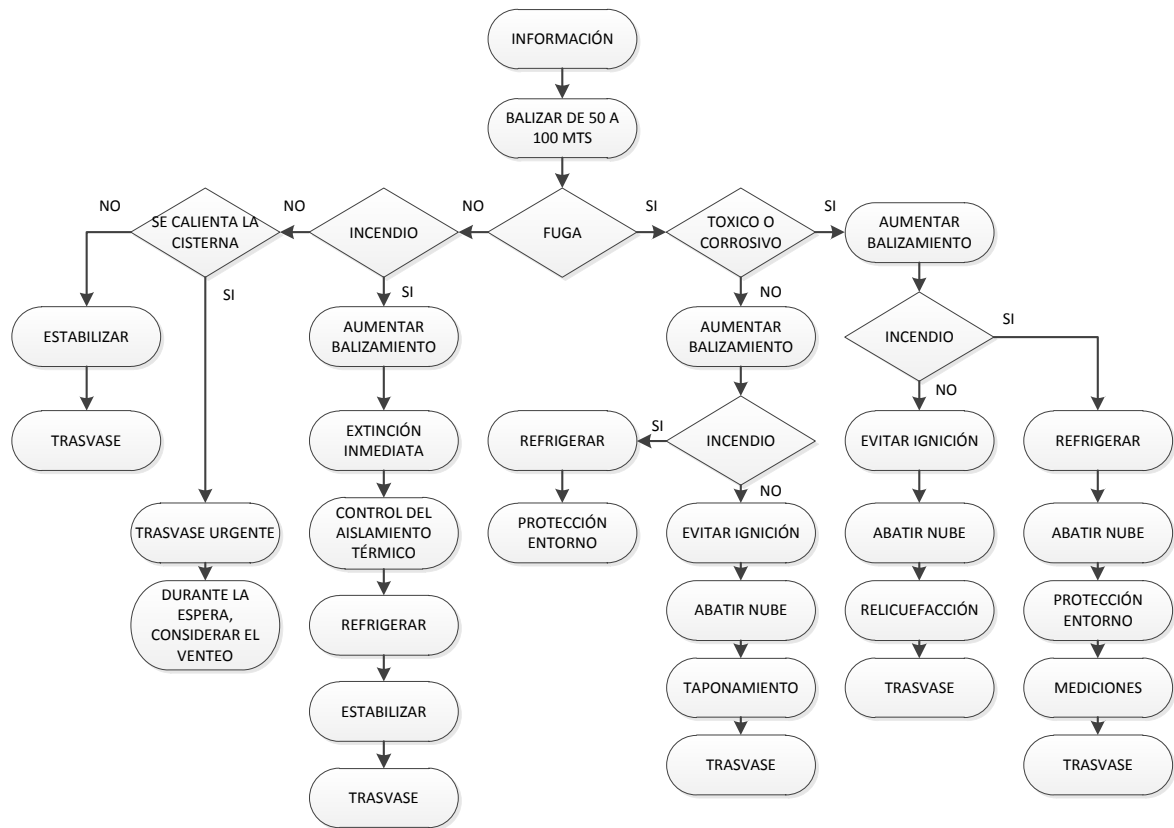 INFORMACIÓN
BALIZAR DE 50 A
100 MTS
NO
SE CALIENTA LA
CISTERNA
NO
INCENDIO
NO
FUGA
SI
TOXICO O
CORROSIVO
SI
AUMENTAR
BALIZAMIENTO
SI
SI
NO
ESTABILIZAR
AUMENTAR
BALIZAMIENTO
AUMENTAR
BALIZAMIENTO
INCENDIO
SI
NO
TRASVASE
EXTINCIÓN
INMEDIATA
REFRIGERAR
SI
INCENDIO
EVITAR IGNICIÓN
REFRIGERAR
NO
TRASVASE URGENTE
CONTROL DEL
AISLAMIENTO
TÉRMICO
PROTECCIÓN
ENTORNO
EVITAR IGNICIÓN
ABATIR NUBE
ABATIR NUBE
DURANTE LA
ESPERA,
CONSIDERAR EL
VENTEO
REFRIGERAR
ABATIR NUBE
RELICUEFACCIÓN
PROTECCIÓN
ENTORNO
ESTABILIZAR
TAPONAMIENTO
TRASVASE
MEDICIONES
TRASVASE
TRASVASE
TRASVASE